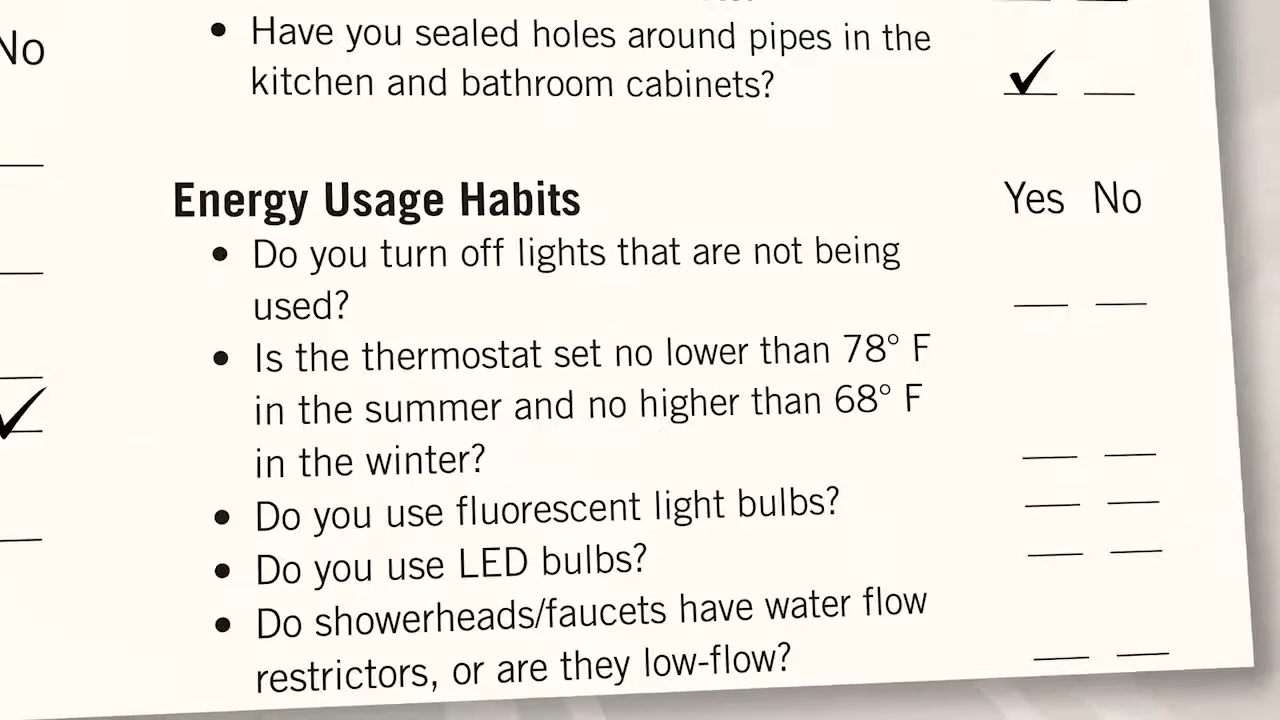 No
• Have you sealed holes around pipes in the
kitchen and bathroom cabinets?
Energy Usage Habits Yes No
• Do you turn off lights that are not being
used?
• Is the thermostat set no lower than 78° F
in the summer and no higher than 68° F
in the winter?
• Do you use fluorescent light bulbs?
• Do you use LED bulbs?
• Do showerheads/faucets have water flow
restrictors, or are they low-flow?